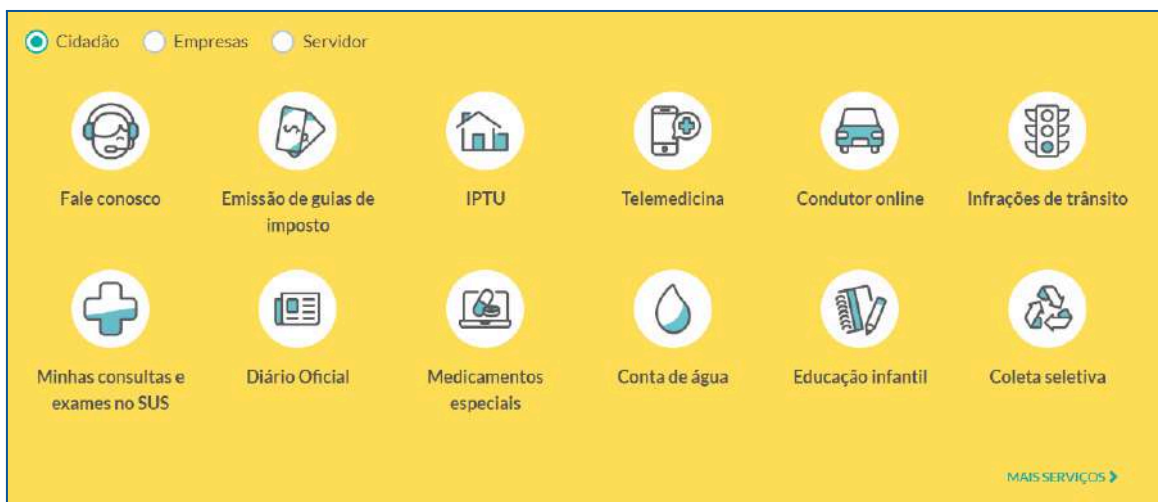 Cidadão Empresas Servidor
Fale conosco
Emissão de guias de
imposto
IPTU
Telemedicina
Condutor online
Infrações de trânsito
Minhas consultas e
exames no SUS
Diário Oficial
Medicamentos
especiais
Conta de água
Educação infantil
Coleta seletiva
MAIS SERVIÇOS